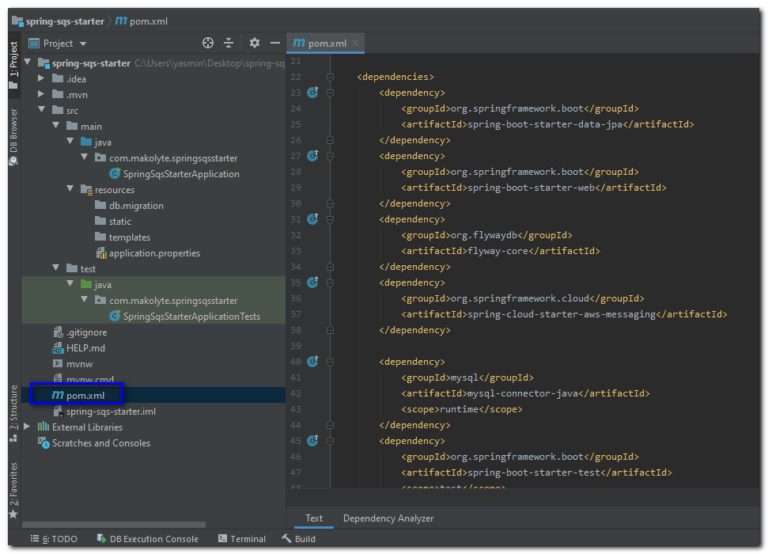 spring-sqs-starter
pom.xml
1: Project
DB Browser
7: Structure
2: Favorites
Project
spring-sqs-starter C:\Users\yasmin\Desktop\spring-sq
.idea
.mvn
src
main
java
com.makolyte.springsqsstarter
SpringSqsStarterApplication
resources
db.migration
static
templates
application.properties
test
java
com.makolyte.springsqsstarter
SpringSqsStarterApplicationTests
.gitignore
HELP.md
mvnw
mvnw.cmd
pom.xml
spring-sqs-starter.iml
External Libraries
Scratches and Consoles
pom.xml
21
22 <dependencies>
23 <dependency>
24 <groupId>org.springframework.boot</groupId>
25 <artifactId>spring-boot-starter-data-jpa</artifactId>
26 </dependency>
27 <dependency>
28 <groupId>org.springframework.boot</groupId>
29 <artifactId>spring-boot-starter-web</artifactId>
30 </dependency>
31 <dependency>
32 <groupId>org.flywaydb</groupId>
33 <artifactId>flyway-core</artifactId>
34 </dependency>
35 <dependency>
36 <groupId>org.springframework.cloud</groupId>
37 <artifactId>spring-cloud-starter-aws-messaging</artifactId>
38 </dependency>
39
40 <dependency>
41 <groupId>mysql</groupId>
42 <artifactId>mysql-connector-java</artifactId>
43 <scope>runtime</scope>
44 </dependency>
45 <dependency>
46 <groupId>org.springframework.boot</groupId>
47 <artifactId>spring-boot-starter-test</artifactId>
48 <scope>test</scope>
Text Dependency Analyzer
6: TODO DB Execution Console Terminal Build